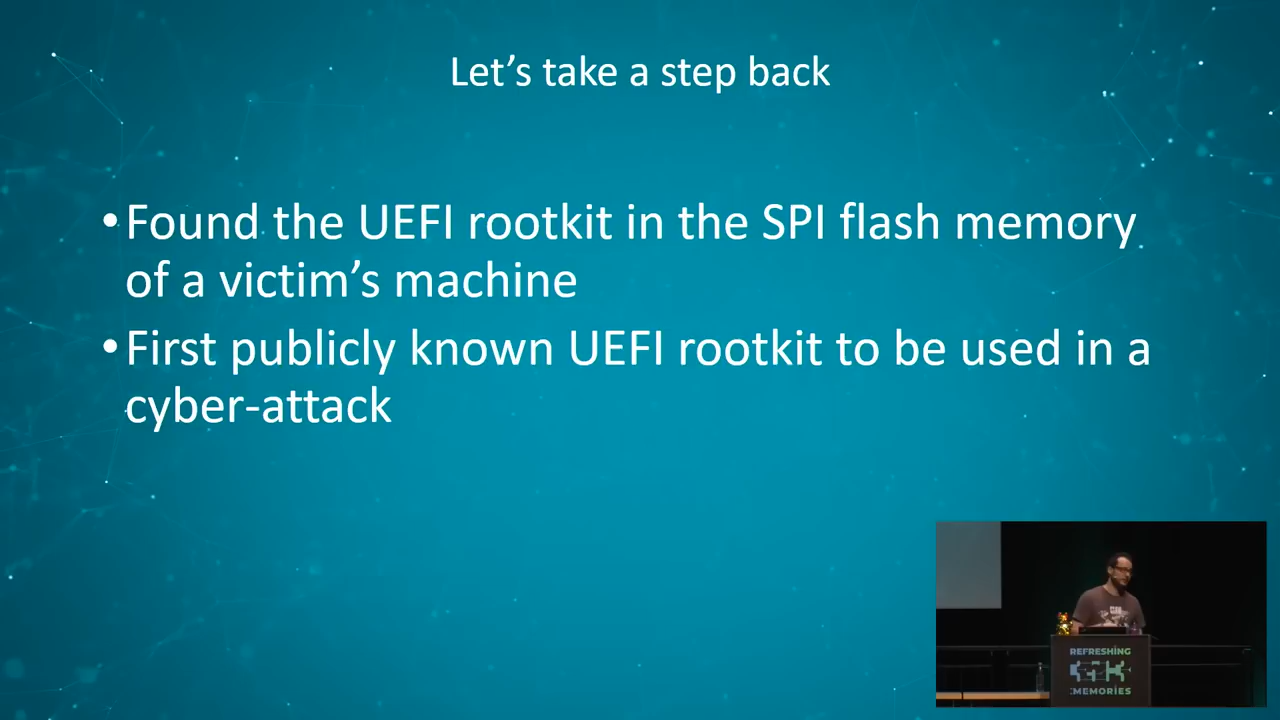 Let's take a step back
•Found the UEFI rootkit in the SPI flash memory
of a victim's machine
•First publicly known UEFI rootkit to be used in a
cyber-attack
REFRESHING
:MEMORIES